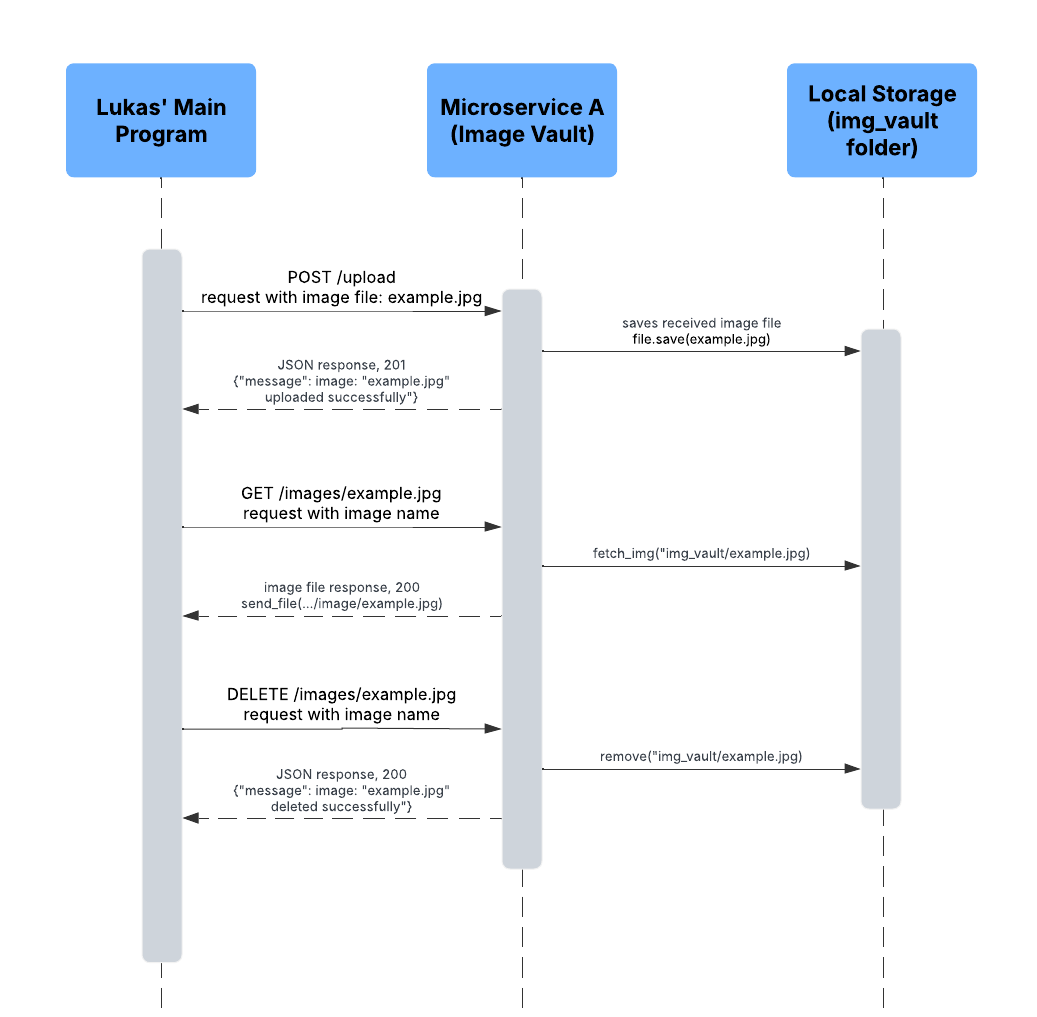 Lukas' Main
Program
Microservice A
(Image Vault)
Local Storage
(img_vault
folder)
POST /upload
request with image file: example.jpg
saves received image file
file.save(example.jpg)
JSON response, 201
{"message": image: "example.jpg"
uploaded successfully"}
GET /images/example.jpg
request with image name
fetch_img("img_vault/example.jpg)
image file response, 200
send_file(.../image/example.jpg)
DELETE /images/example.jpg
request with image name
remove("img_vault/example.jpg)
JSON response, 200
{"message": image: "example.jpg"
deleted successfully"}